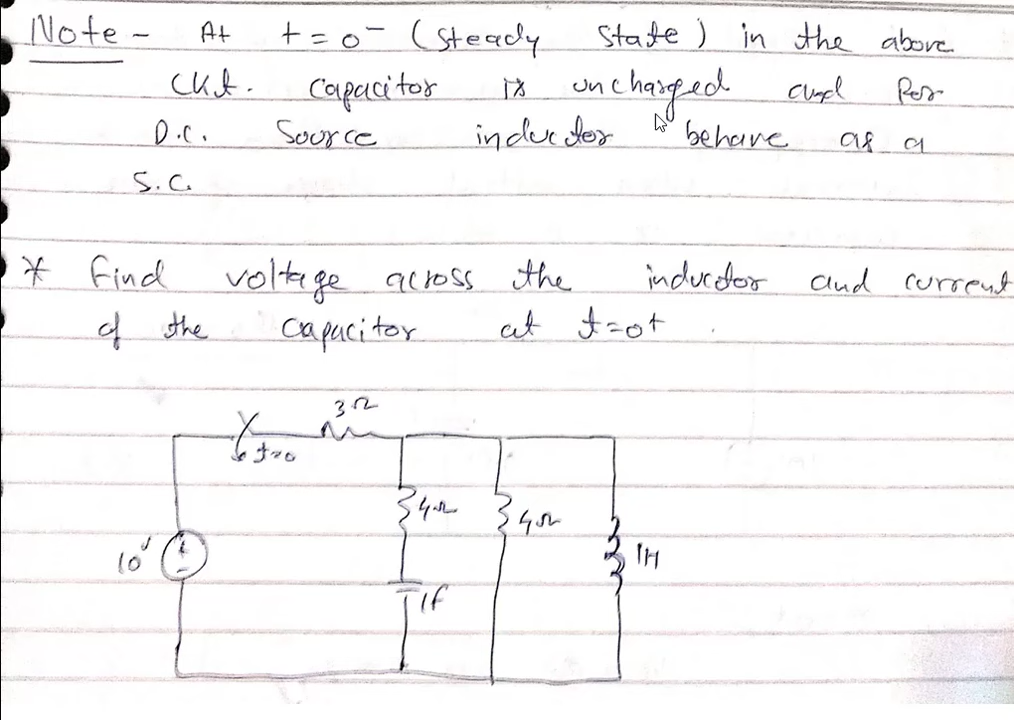 Note - At t=0⁻ (Steady State) in the above
Ckt. Capacitor is uncharged and For
D.C. Source inductor behave as a
S.C.
* Find voltage across the inductor and current
of the capacitor at t=0⁺.
3Ω
t=0
4Ω
4Ω
10V
+
-
1H
1F